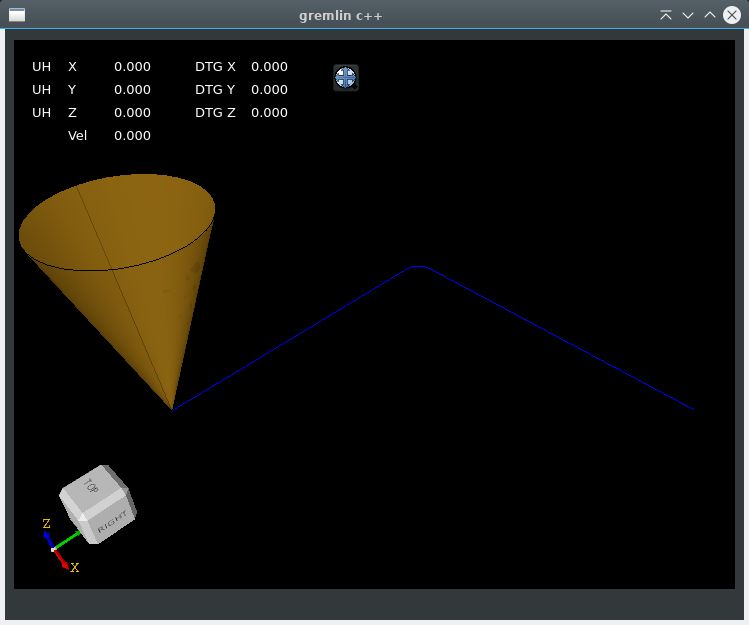 gremlin c++
UH X 0.000 DTG X 0.000
UH Y 0.000 DTG Y 0.000
UH Z 0.000 DTG Z 0.000
Vel 0.000
TOP
RIGHT
Z
X